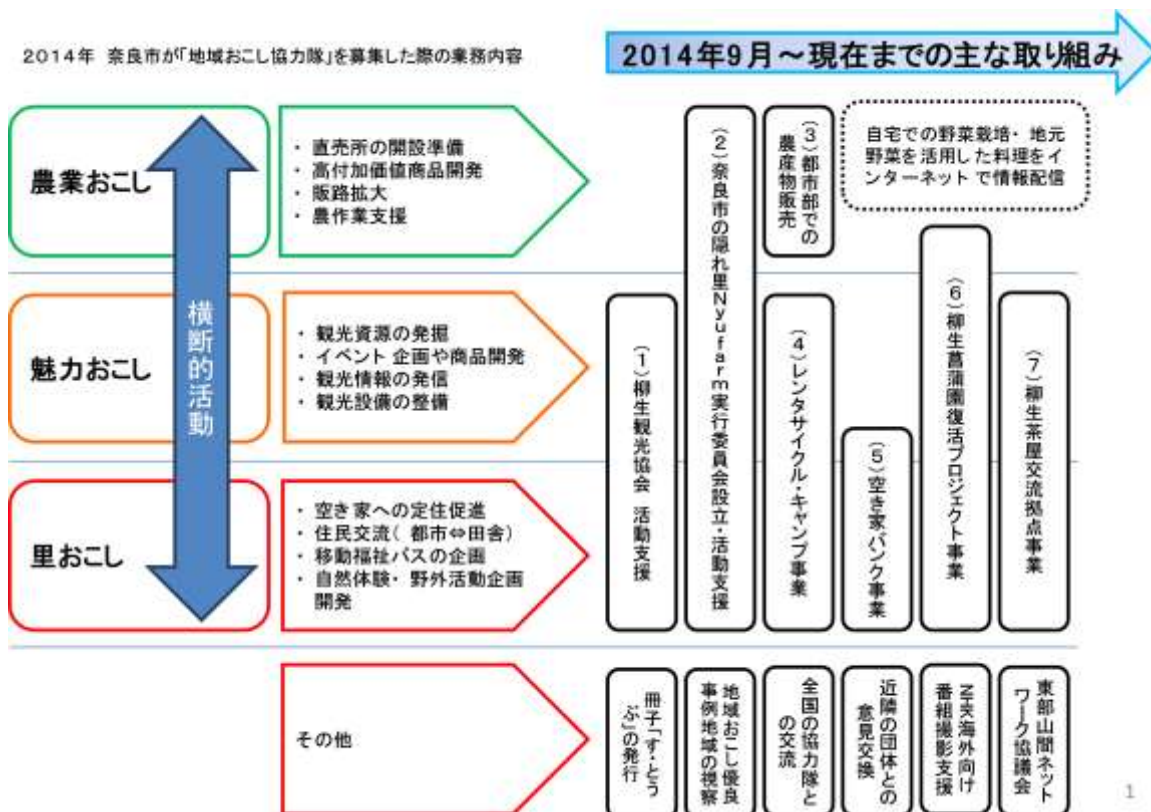 2014年 奈良市が「地域おこし協力隊」を募集した際の業務内容
2014年9月～現在までの主な取り組み
農業おこし
魅力おこし
里おこし
横断的活動
・ 直売所の開設準備
・ 高付加価値商品開発
・ 販路拡大
・ 農作業支援
・ 観光資源の発掘
・ イベント 企画や商品開発
・ 観光情報の発信
・ 観光設備の整備
・ 空き家への定住促進
・ 住民交流( 都市⇔田舎)
・ 移動福祉バスの企画
・ 自然体験・ 野外活動企画
開発
その他
(1)柳生観光協会 活動支援
(2)奈良市の隠れ里Nyufarm実行委員会設立・活動支援
(3)都市部での
農産物販売
自宅での野菜栽培・ 地元
野菜を活用した料理をイ
ンターネット で情報配信
(4)レンタサイクル・キャンプ事業
(5)空き家バンク事業
(6)柳生菖蒲園復活プロジェクト事業
(7)柳生茶屋交流拠点事業
冊子「す・とう
ぶ」の発行
地域おこし優良
事例地域の視察
全国の協力隊と
の交流
近隣の団体との
意見交換
NHK海外向け
番組撮影支援
東部山間ネット
ワーク協議会
1